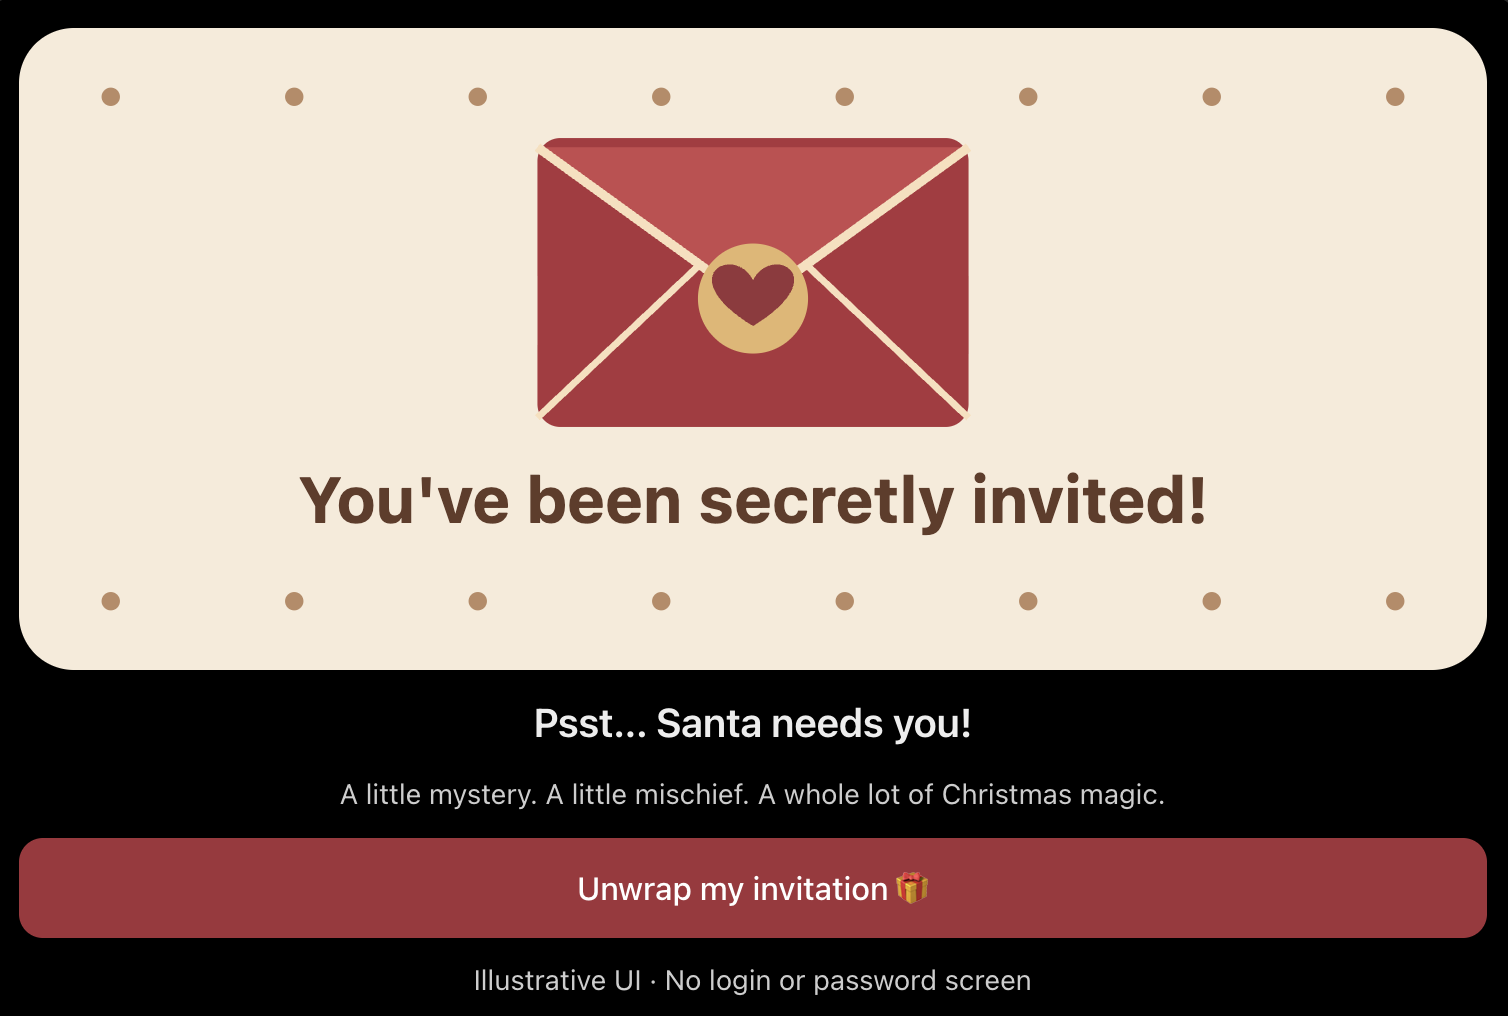 You've been secretly invited!
Psst... Santa needs you!
A little mystery. A little mischief. A whole lot of Christmas magic.
Unwrap my invitation 🎁
Illustrative UI · No login or password screen